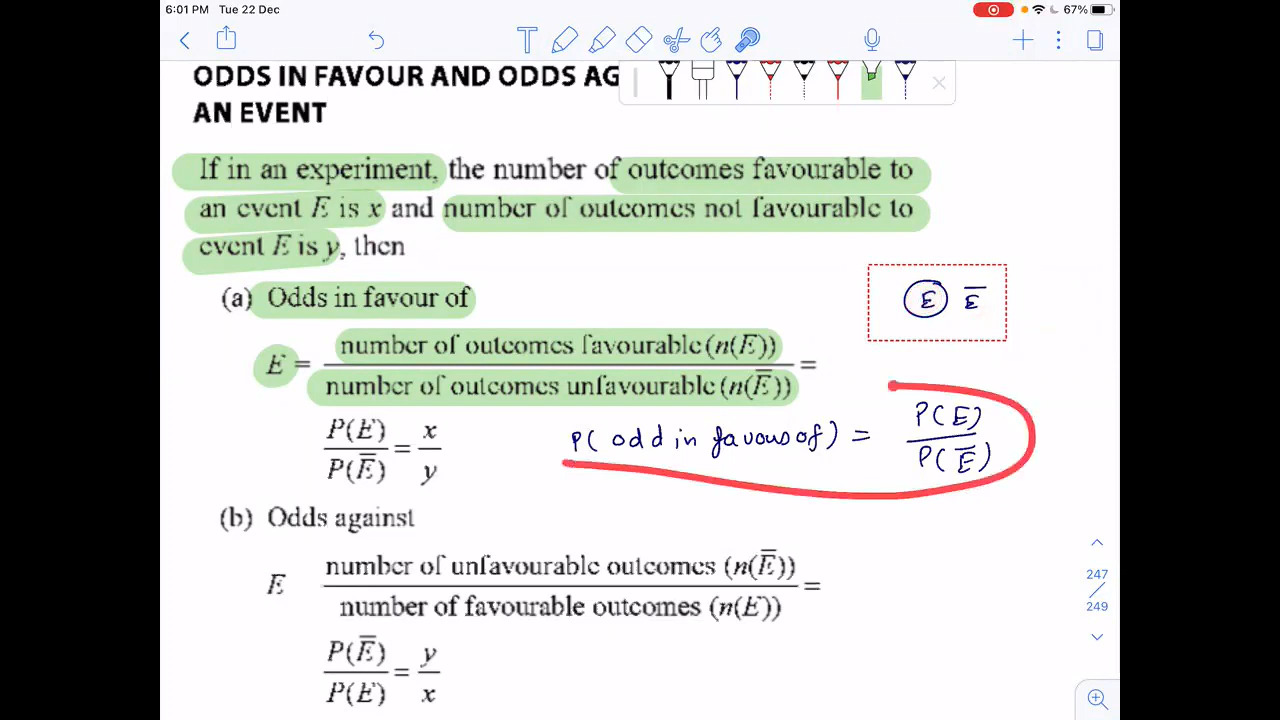 6:01 PM Tue 22 Dec
67%
ODDS IN FAVOUR AND ODDS AG
AN EVENT
If in an experiment, the number of outcomes favourable to
an event E is x and number of outcomes not favourable to
event E is y, then
(a) Odds in favour of
E E̅
E = number of outcomes favourable (n(E)) / number of outcomes unfavourable (n(E̅)) =
P(E) / P(E̅) = x / y
P( odd in favour of) = P(E) / P(E̅)
(b) Odds against
E number of unfavourable outcomes (n(E̅)) / number of favourable outcomes (n(E)) =
P(E̅) / P(E) = y / x
247
/
249